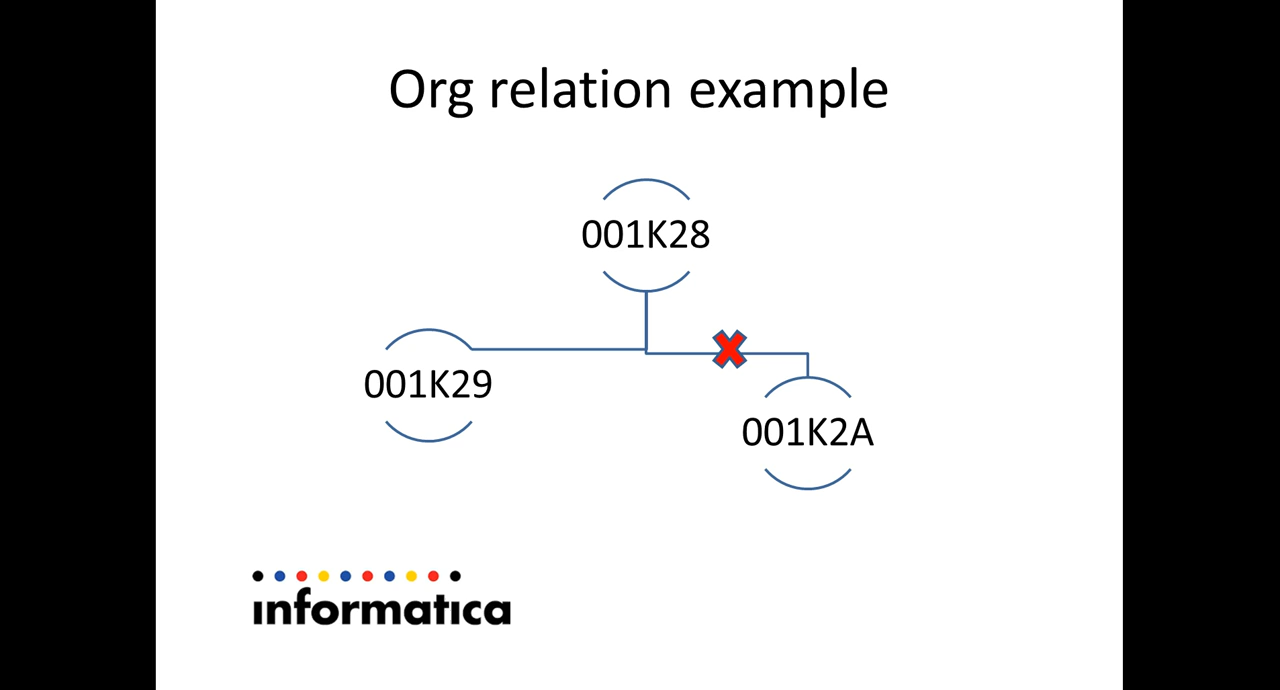 Org relation example
001K28
001K29
001K2A
informatica